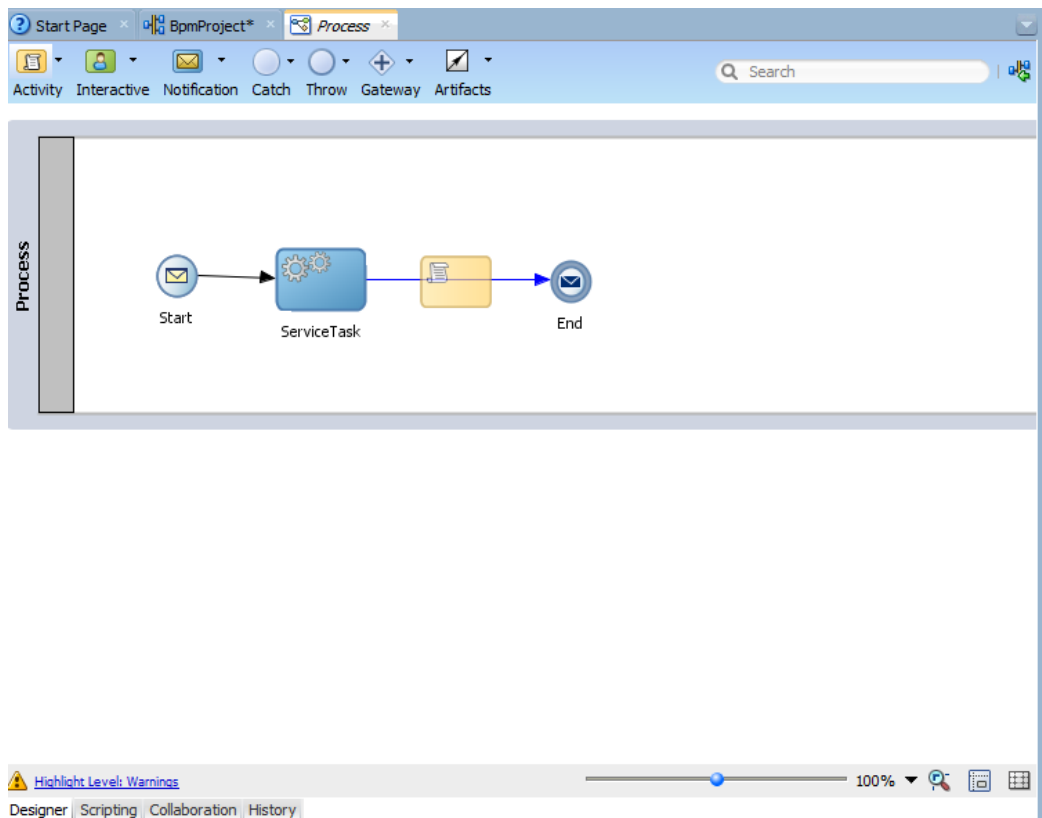 Start Page BpmProject* Process
Search
Activity Interactive Notification Catch Throw Gateway Artifacts
Process
Start
ServiceTask
End
Highlight Level: Warnings
100%
Designer Scripting Collaboration History